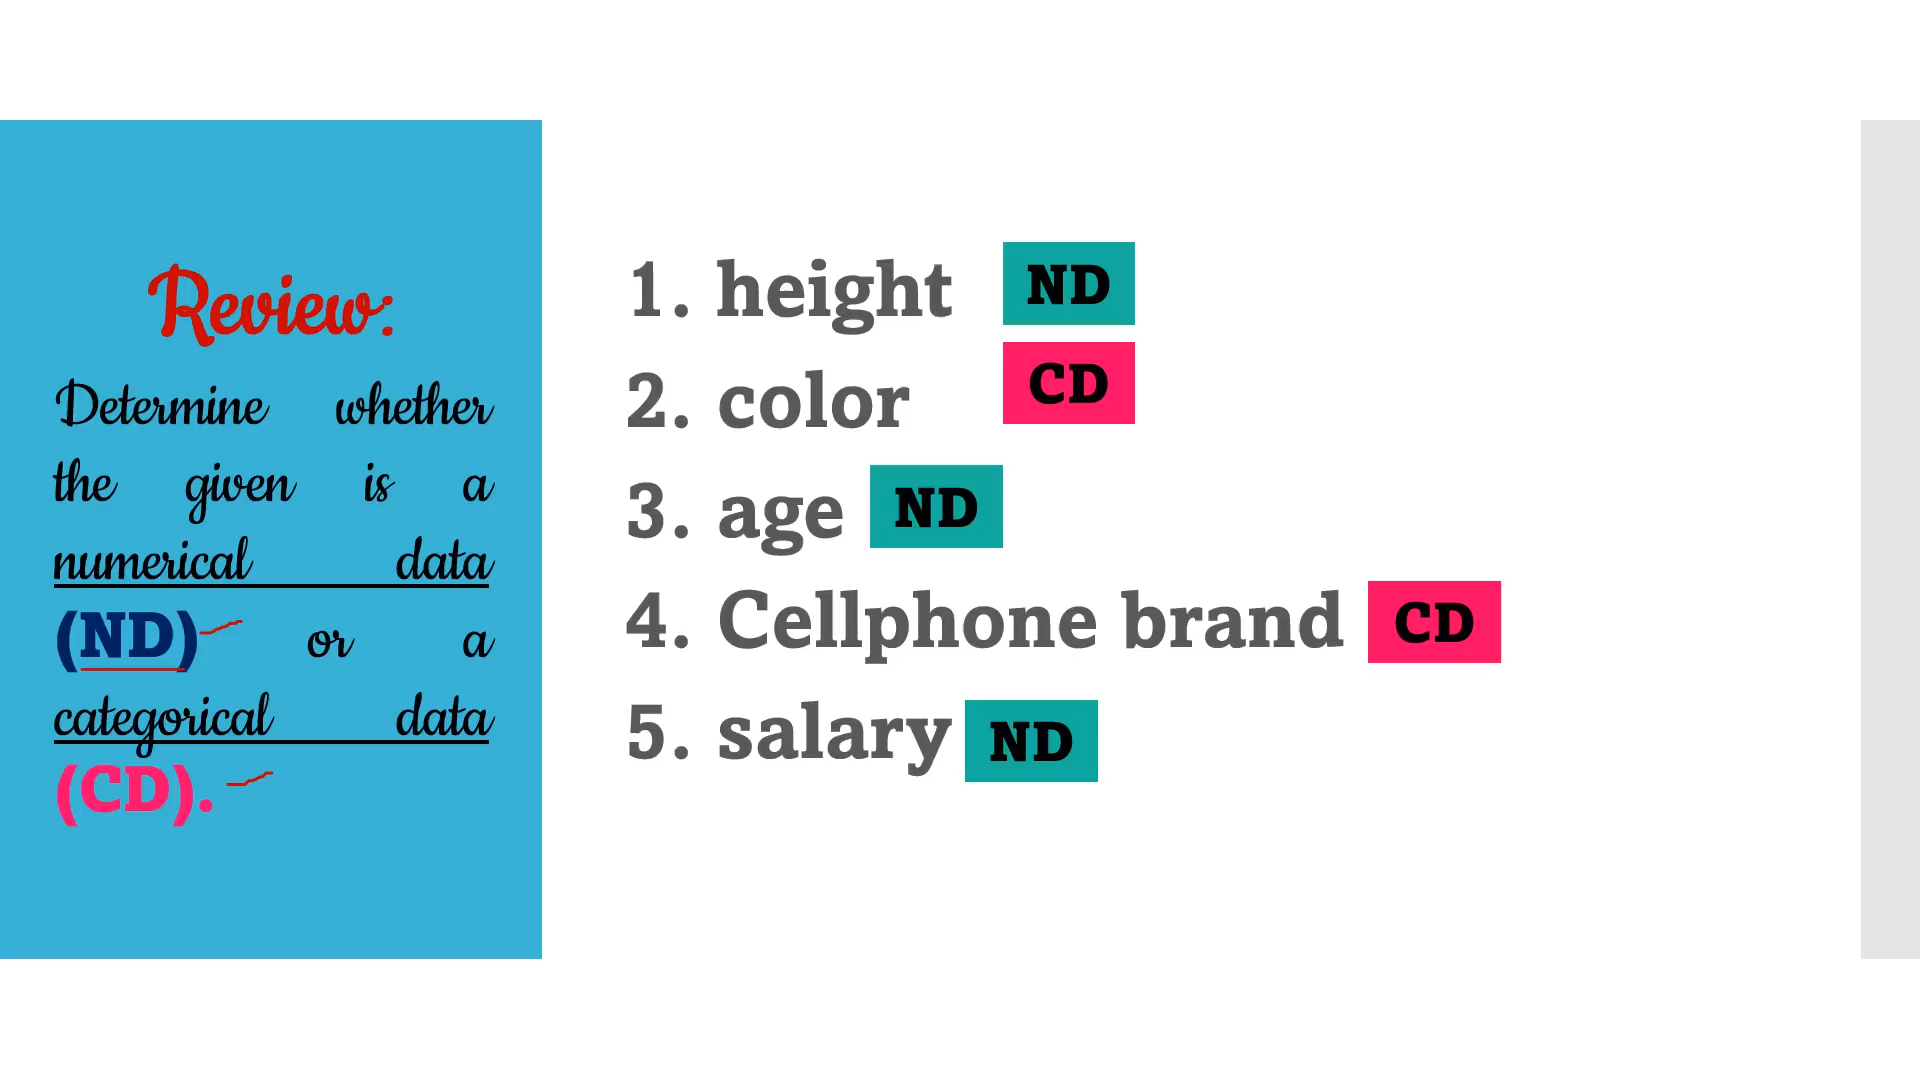 Review:
Determine whether
the given is a
numerical data
(ND) or a
categorical data
(CD).
1. height ND
2. color CD
3. age ND
4. Cellphone brand CD
5. salary ND